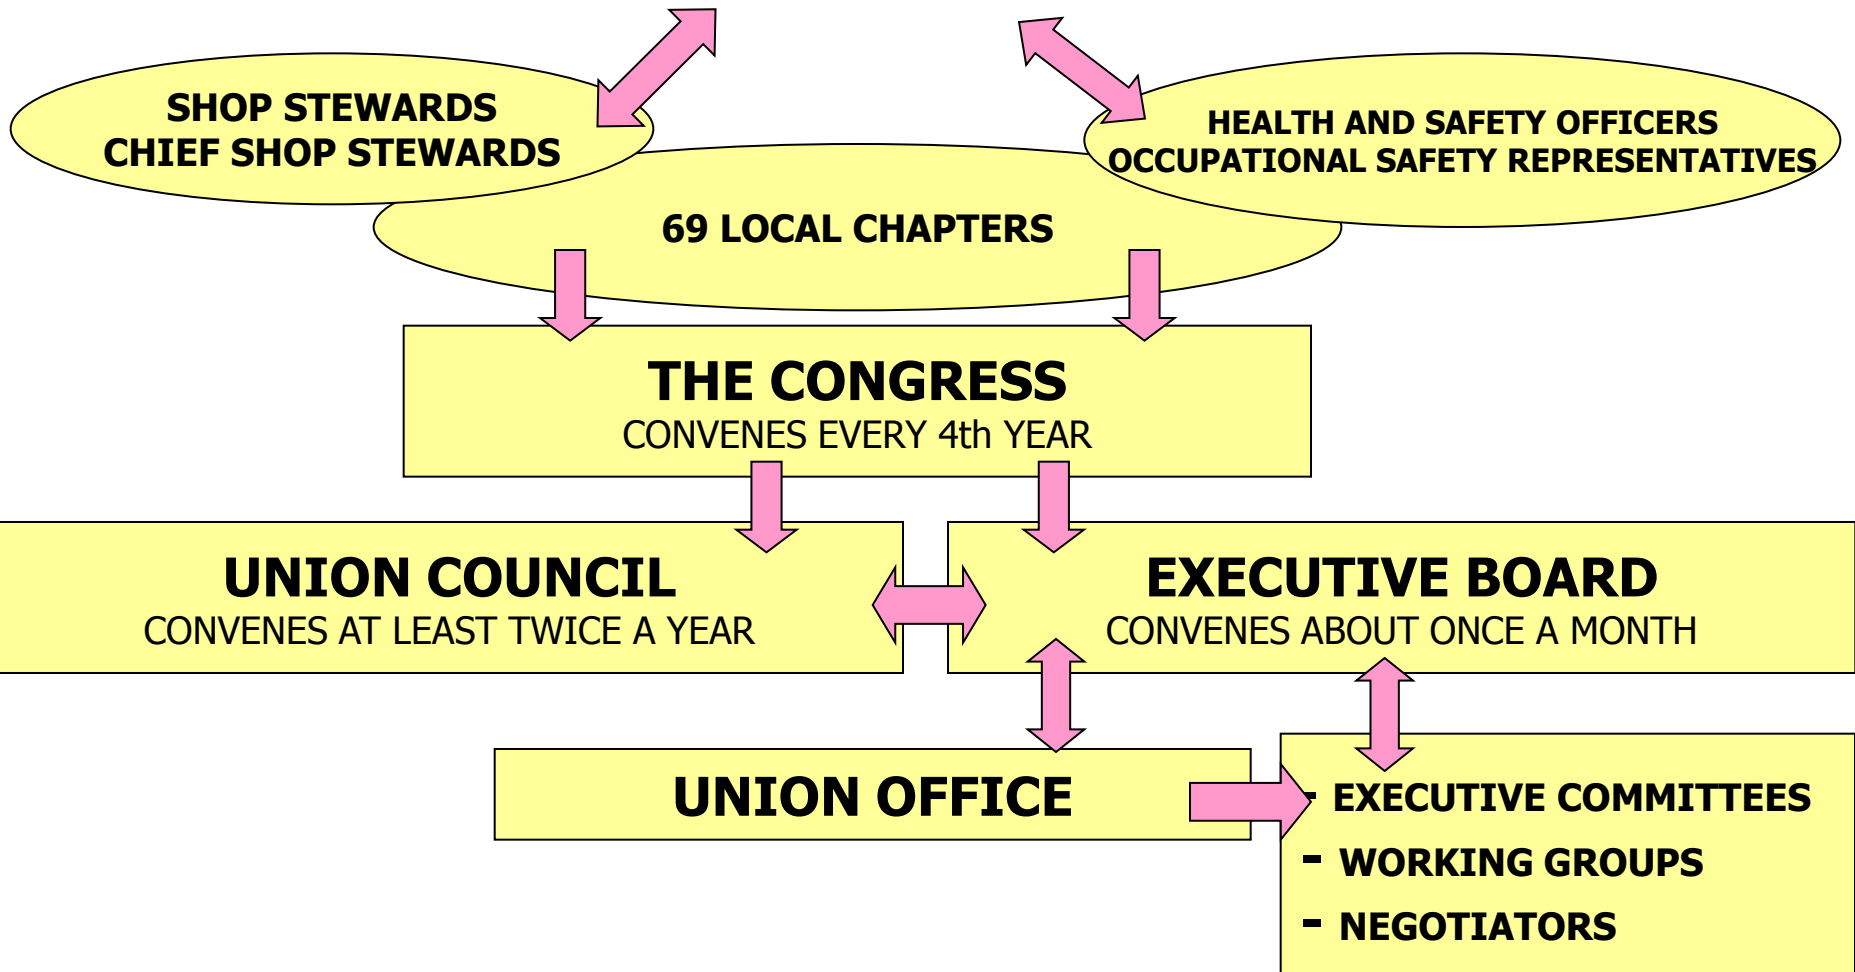 SHOP STEWARDS
CHIEF SHOP STEWARDS
HEALTH AND SAFETY OFFICERS
OCCUPATIONAL SAFETY REPRESENTATIVES
69 LOCAL CHAPTERS
THE CONGRESS
CONVENES EVERY 4th YEAR
UNION COUNCIL
CONVENES AT LEAST TWICE A YEAR
EXECUTIVE BOARD
CONVENES ABOUT ONCE A MONTH
UNION OFFICE
- EXECUTIVE COMMITTEES
- WORKING GROUPS
- NEGOTIATORS